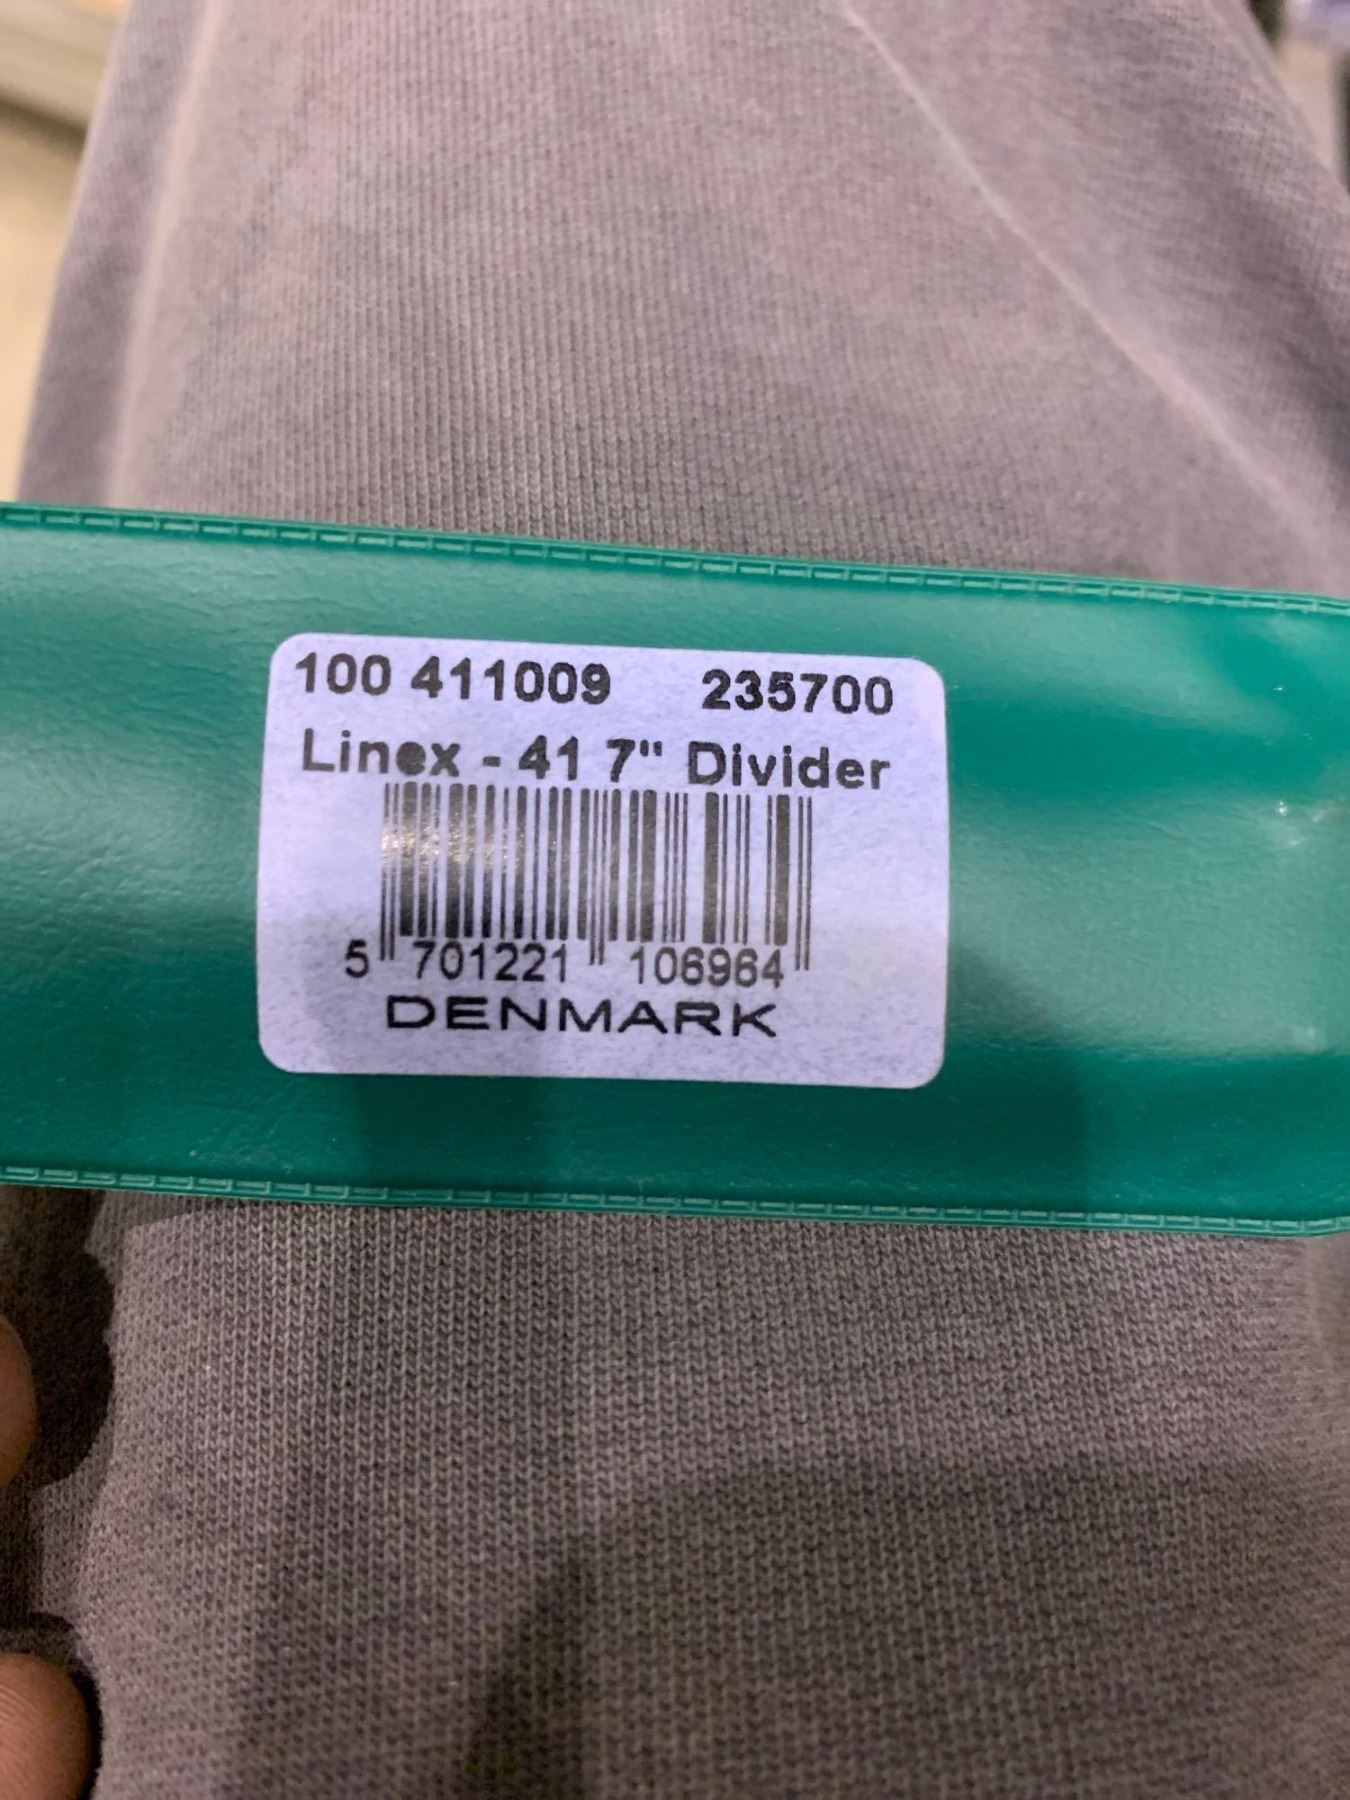 100 411009 235700
Linex - 41 7" Divider
5 701221 106964
DENMARK